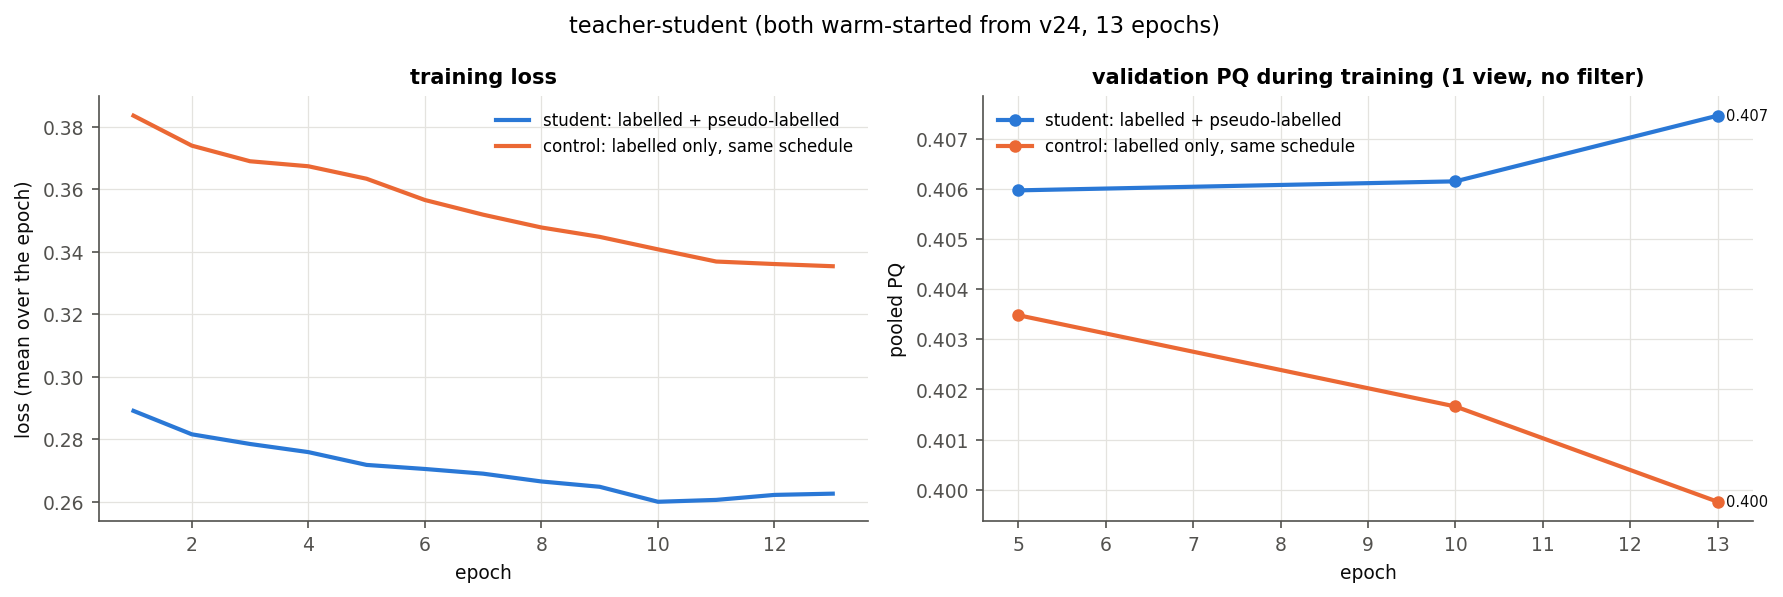 teacher-student (both warm-started from v24, 13 epochs)
training loss
student: labelled + pseudo-labelled
control: labelled only, same schedule
loss (mean over the epoch)
0.38
0.36
0.34
0.32
0.30
0.28
0.26
2
4
6
8
10
12
epoch
validation PQ during training (1 view, no filter)
student: labelled + pseudo-labelled
control: labelled only, same schedule
pooled PQ
0.407
0.406
0.405
0.404
0.403
0.402
0.401
0.400
0.407
0.400
5
6
7
8
9
10
11
12
13
epoch